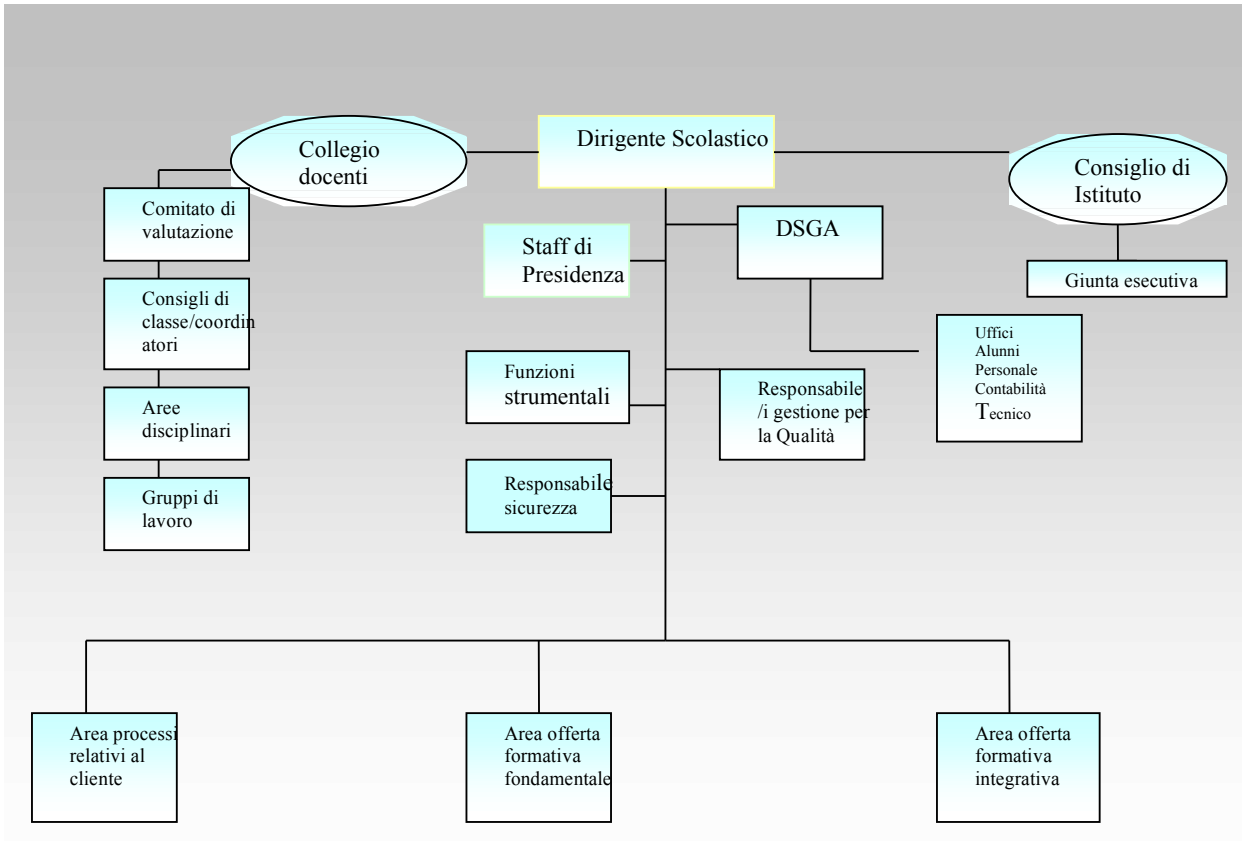 Collegio
docenti
Dirigente Scolastico
Consiglio di
Istituto
Comitato di
valutazione
Staff di
Presidenza
DSGA
Giunta esecutiva
Consigli di
classe/coordin
atori
Uffici
Alunni
Personale
Contabilità
Tecnico
Funzioni
strumentali
Responsabile
/i gestione per
la Qualità
Aree
disciplinari
Responsabile
sicurezza
Gruppi di
lavoro
Area processi
relativi al
cliente
Area offerta
formativa
fondamentale
Area offerta
formativa
integrativa